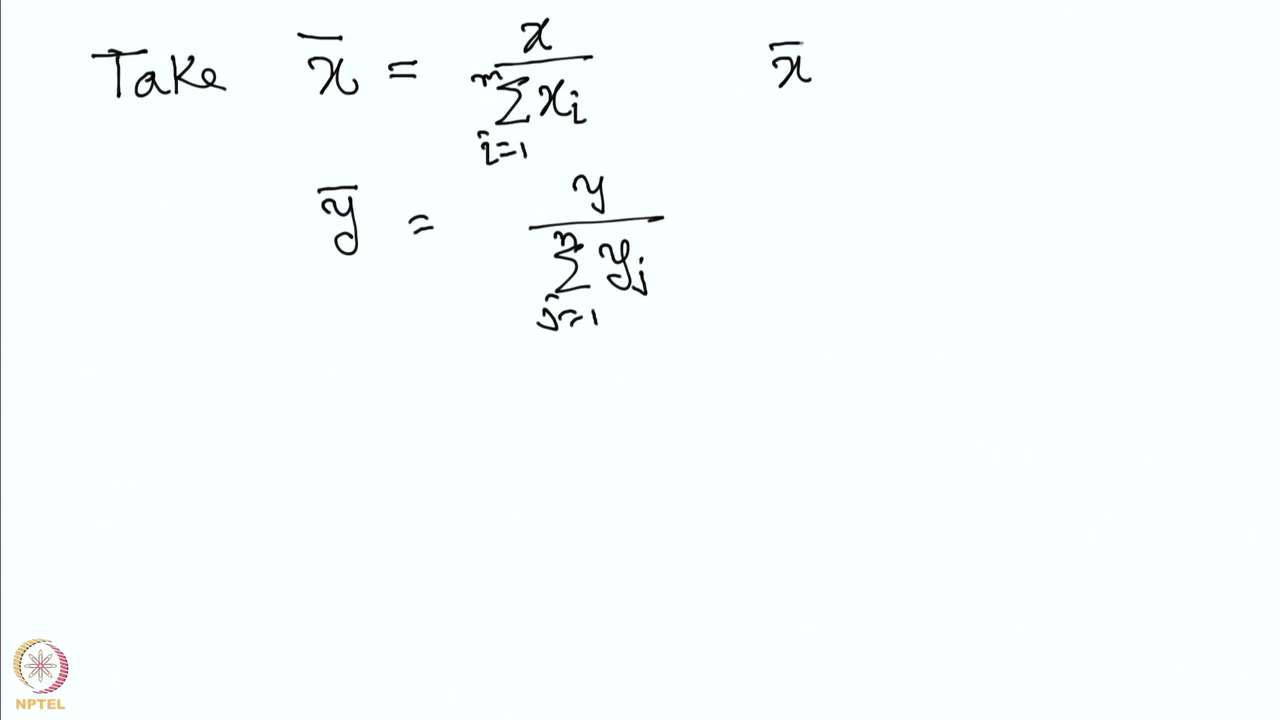 Take x̄ = x / ∑_{i=1}^{m} x_i    x̄
ȳ = y / ∑_{j=1}^{n} y_j
NPTEL